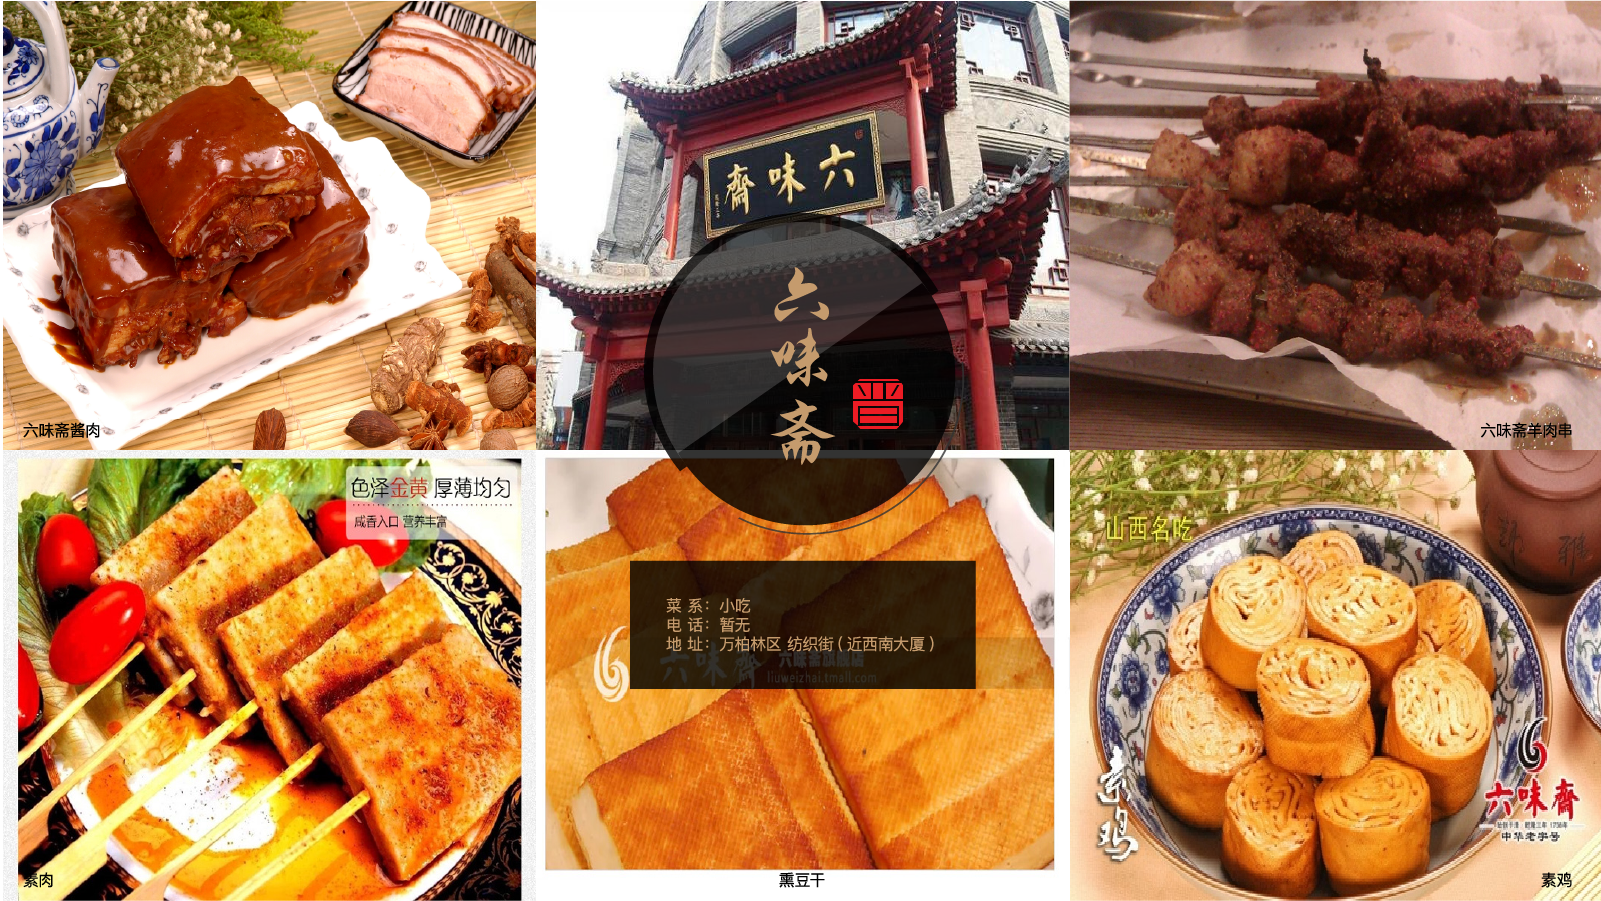 六味齋
六味斋
晋
六味斋酱肉
六味斋羊肉串
色泽金黄 厚薄均匀
咸香入口 营养丰富
素肉
菜 系：小吃
电 话：暂无
地 址：万柏林区 纺织街（近西南大厦）
六味齋 六味斋旗舰店
liuweizhai.tmall.com
熏豆干
山西名吃
素鸡
六味齋
中华老字号
素鸡